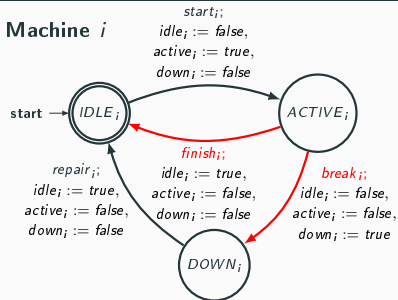 Machine i
start_i;
idle_i := false,
active_i := true,
down_i := false
start
IDLE_i
ACTIVE_i
finish_i;
idle_i := true,
active_i := false,
down_i := false
repair_i;
idle_i := true,
active_i := false,
down_i := false
break_i;
idle_i := false,
active_i := false,
down_i := true
DOWN_i